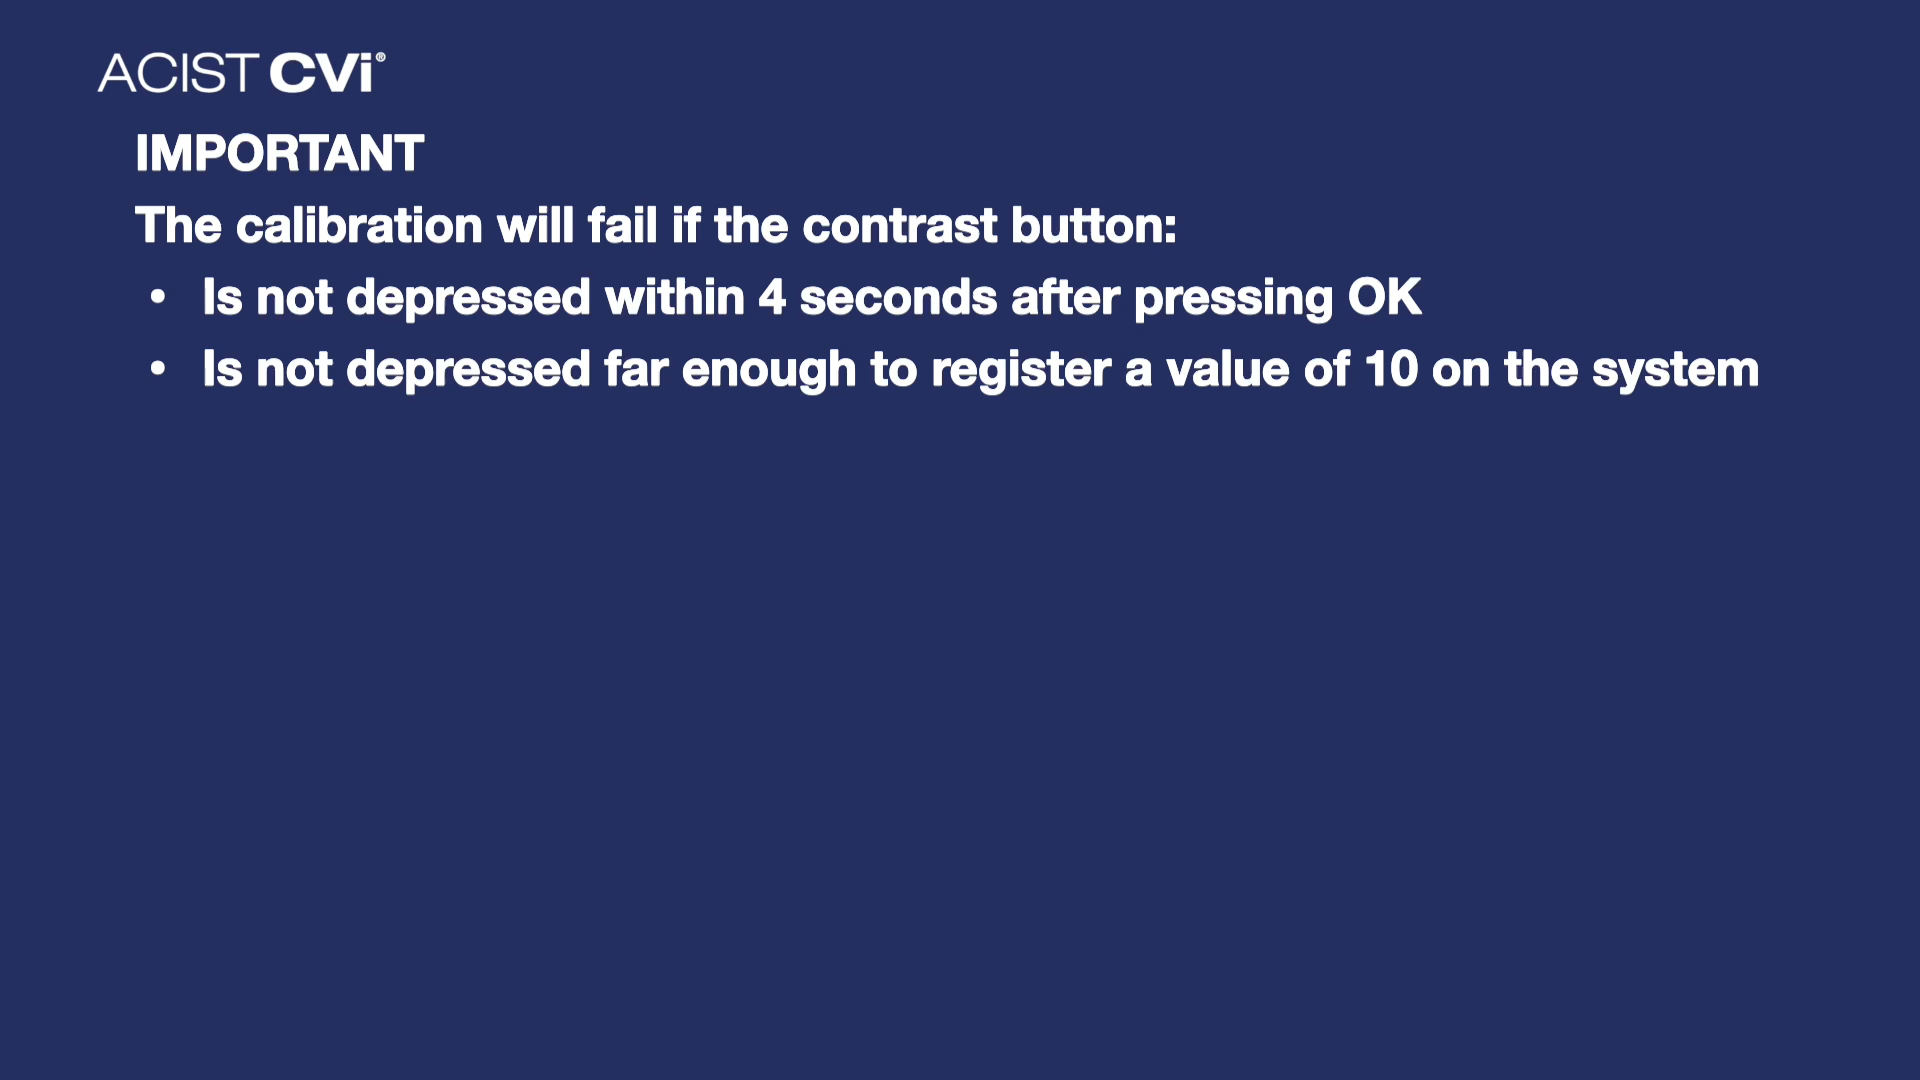 ACIST CVi®
IMPORTANT
The calibration will fail if the contrast button:
• Is not depressed within 4 seconds after pressing OK
• Is not depressed far enough to register a value of 10 on the system